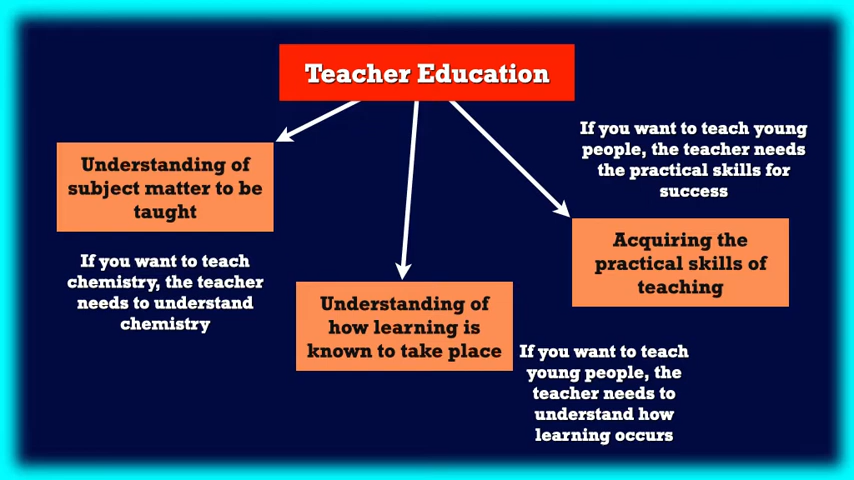 Teacher Education
Understanding of
subject matter to be
taught
If you want to teach
chemistry, the teacher
needs to understand
chemistry
Understanding of
how learning is
known to take place
If you want to teach
young people, the
teacher needs to
understand how
learning occurs
If you want to teach young
people, the teacher needs
the practical skills for
success
Acquiring the
practical skills of
teaching